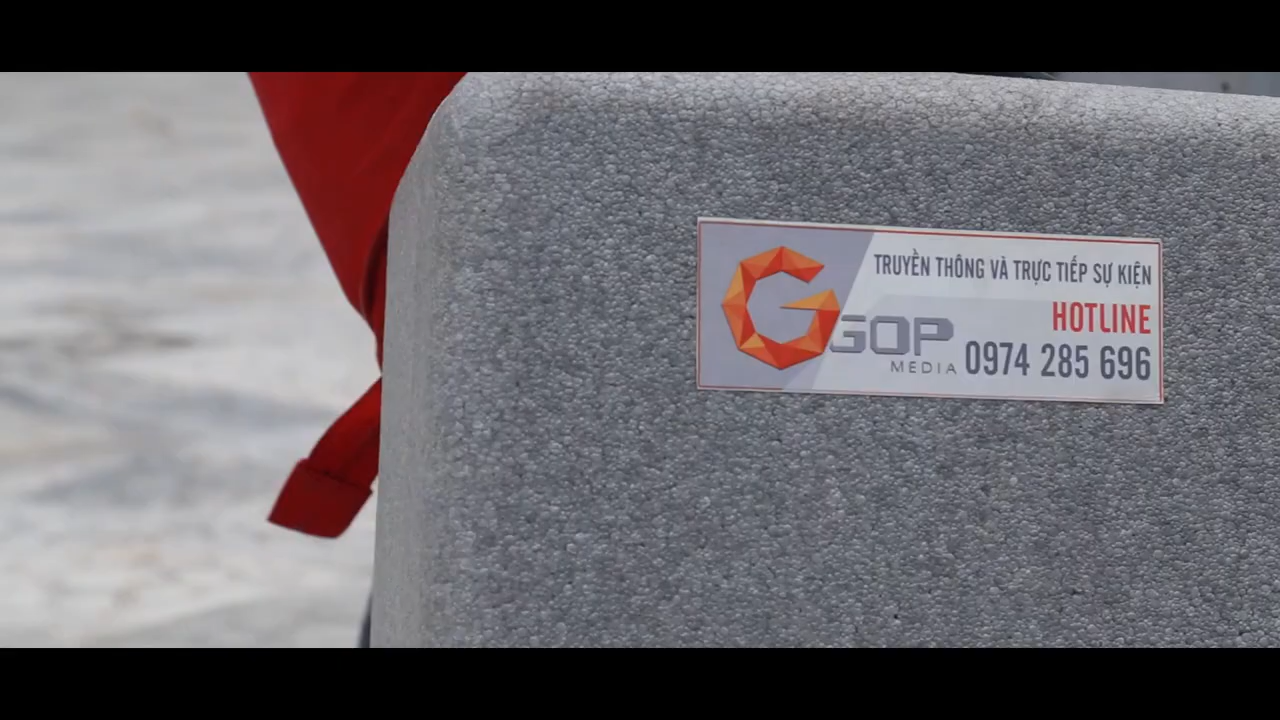 TRUYỀN THÔNG VÀ TRỰC TIẾP SỰ KIỆN
HOTLINE
GOP
MEDIA
0974 285 696